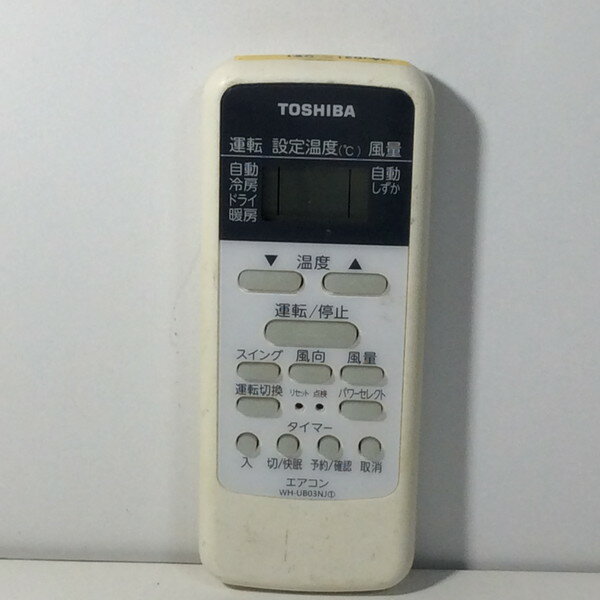 TOSHIBA
運転 設定温度(℃) 風量
自動 自動
冷房 しずか
ドライ
暖房
▼ 温度 ▲
運転/停止
スイング 風向 風量
運転切換 リセット 点検 パワーセレクト
タイマー
入 切/快眠 予約/確認 取消
エアコン
WH-UB03NJ①